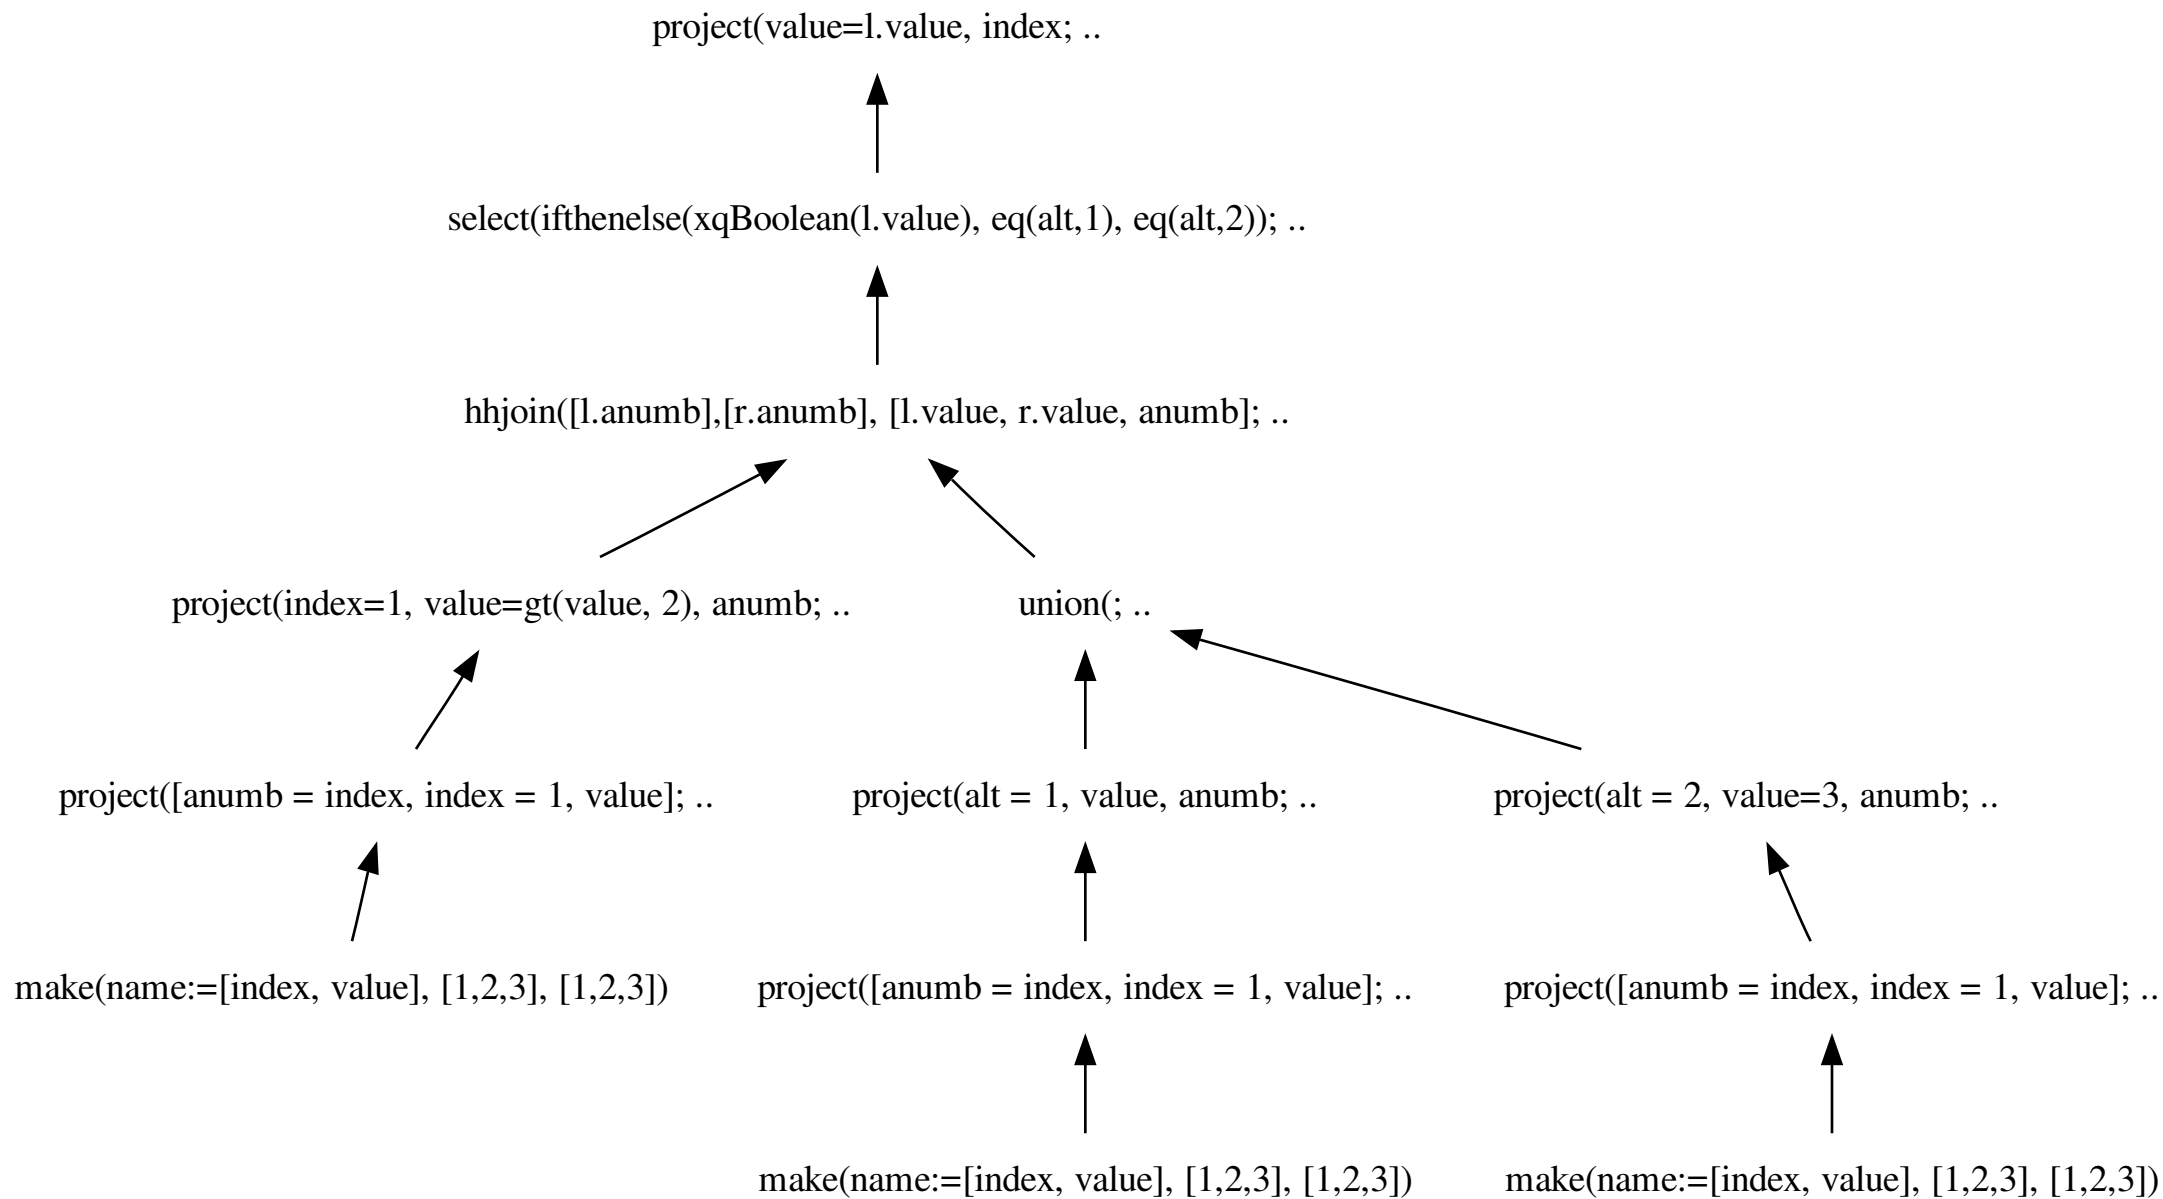 project(value=l.value, index; ..
select(ifthenelse(xqBoolean(l.value), eq(alt,1), eq(alt,2)); ..
hhjoin([l.anumb],[r.anumb], [l.value, r.value, anumb]; ..
project(index=1, value=gt(value, 2), anumb; ..
union(; ..
project([anumb = index, index = 1, value]; ..
project(alt = 1, value, anumb; ..
project(alt = 2, value=3, anumb; ..
make(name:=[index, value], [1,2,3], [1,2,3])
project([anumb = index, index = 1, value]; ..
project([anumb = index, index = 1, value]; ..
make(name:=[index, value], [1,2,3], [1,2,3])
make(name:=[index, value], [1,2,3], [1,2,3])